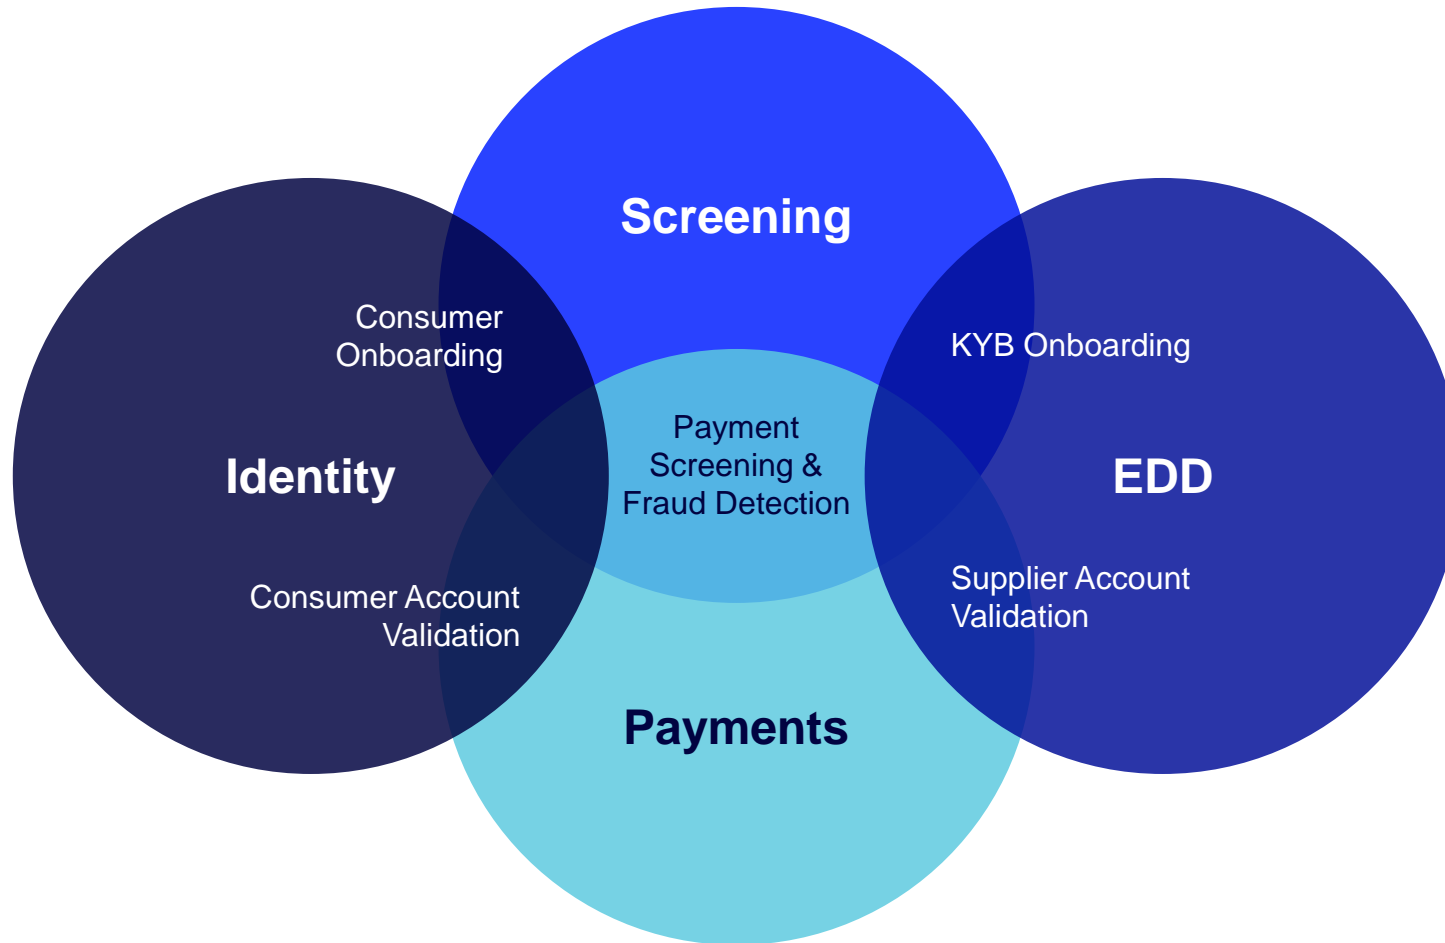 Screening
Consumer
Onboarding
KYB Onboarding
Payment
Screening &
Fraud Detection
Identity
EDD
Consumer Account
Validation
Supplier Account
Validation
Payments